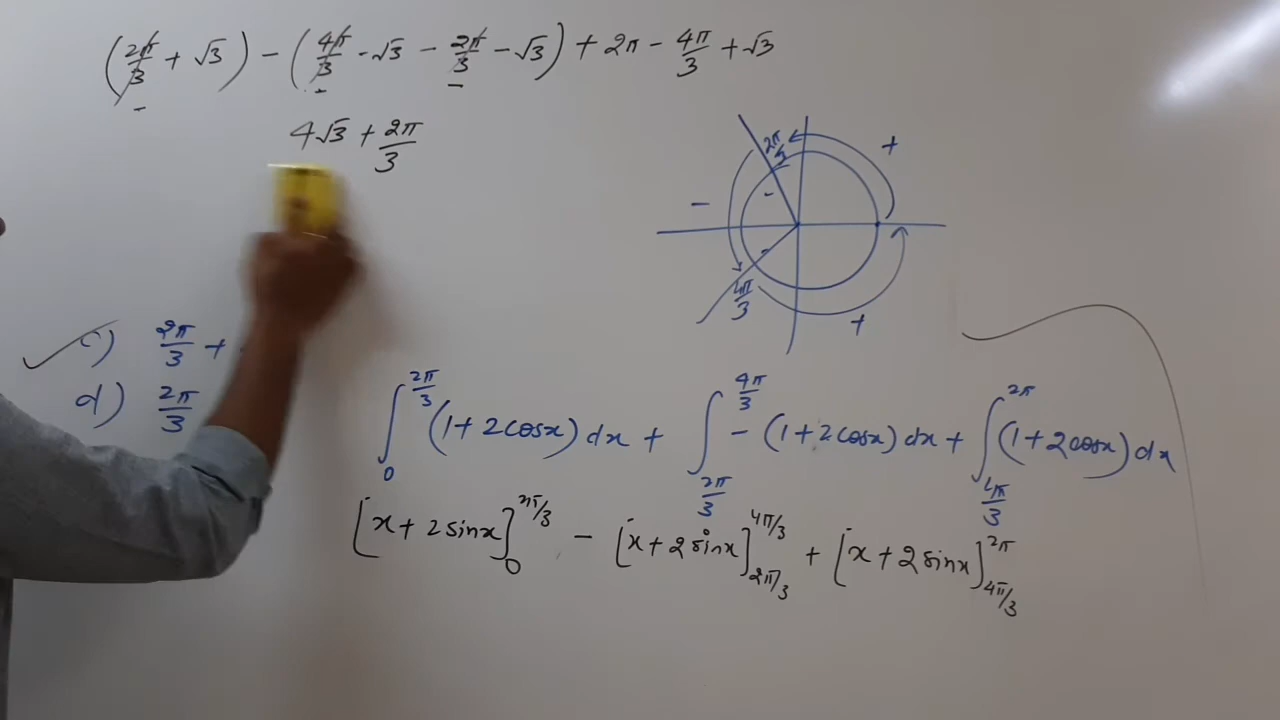 (2π/3 + √3) - (4π/3 - √3 - 2π/3 - √3) + 2π - 4π/3 + √3
4√3 + 2π/3
2π/3
+
-
-
-
4π/3
+
c) 2π/3 +
d) 2π/3
∫₀^{2π/3} (1 + 2cosx) dx + ∫_{2π/3}^{4π/3} - (1 + 2cosx) dx + ∫_{4π/3}^{2π} (1 + 2cosx) dx
[x + 2sinx]₀^{2π/3} - [x + 2sinx]_{2π/3}^{4π/3} + [x + 2sinx]_{4π/3}^{2π}